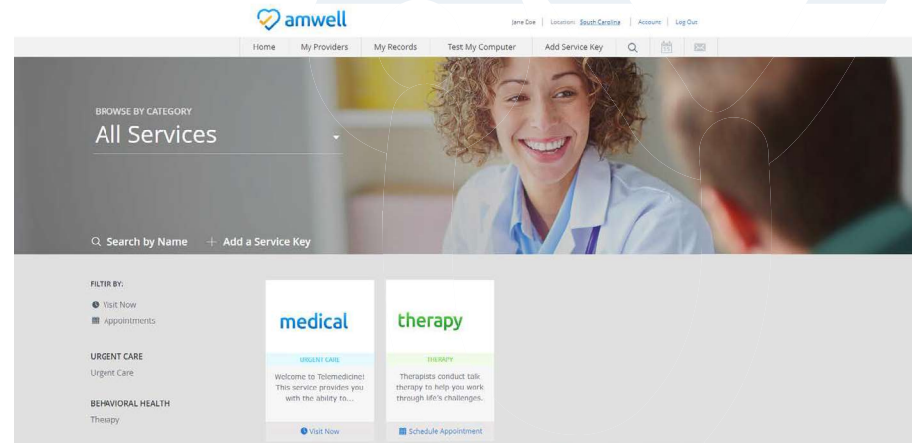 amwell
Jane Doe | Location: South Carolina | Account | Log Out
Home My Providers My Records Test My Computer Add Service Key
BROWSE BY CATEGORY
All Services
Search by Name + Add a Service Key
FILTER BY:
Visit Now
Appointments
URGENT CARE
Urgent Care
BEHAVIORAL HEALTH
Therapy
medical
URGENT CARE
Welcome to Telemedicine!
This service provides you
with the ability to...
Visit Now
therapy
THERAPY
Therapists conduct talk
therapy to help you work
through life's challenges.
Schedule Appointment